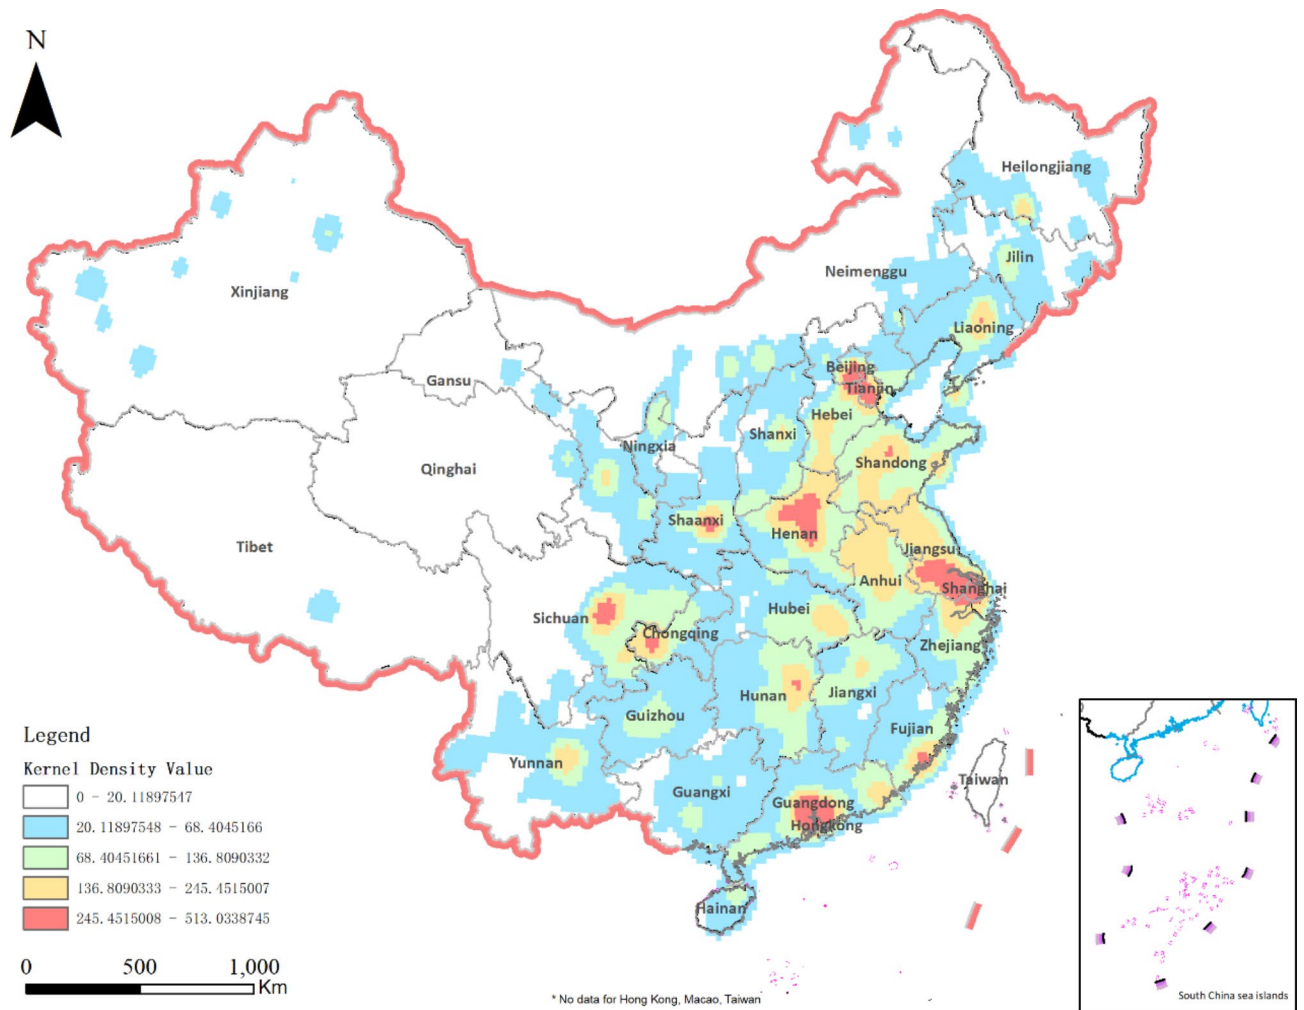 N
Heilongjiang
Jilin
Neimenggu
Xinjiang
Liaoning
Beijing
Tianjin
Gansu
Hebei
Shanxi
Ningxia
Shandong
Qinghai
Shaanxi
Henan
Tibet
Jiangsu
Anhui
Shanghai
Hubei
Sichuan
Chongqing
Zhejiang
Hunan
Jiangxi
Guizhou
Fujian
Yunnan
Taiwan
Guangxi
Guangdong
Hongkong
Hainan
Legend
Kernel Density Value
0 - 20.11897547
20.11897548 - 68.4045166
68.40451661 - 136.8090332
136.8090333 - 245.4515007
245.4515008 - 513.0338745
0 500 1,000
Km
* No data for Hong Kong, Macao, Taiwan
South China sea islands